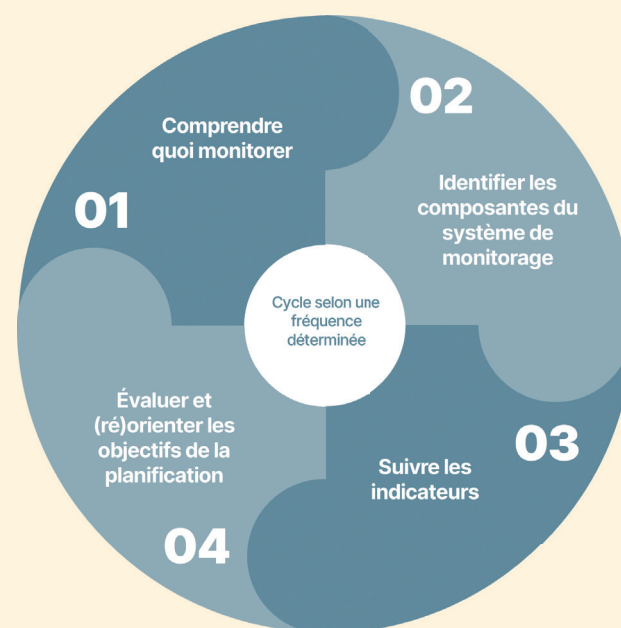 01
Comprendre
quoi monitorer
02
Identifier les
composantes du
système de
monitorage
03
Suivre les
indicateurs
04
Évaluer et
(ré)orienter les
objectifs de la
planification
Cycle selon une
fréquence
déterminée